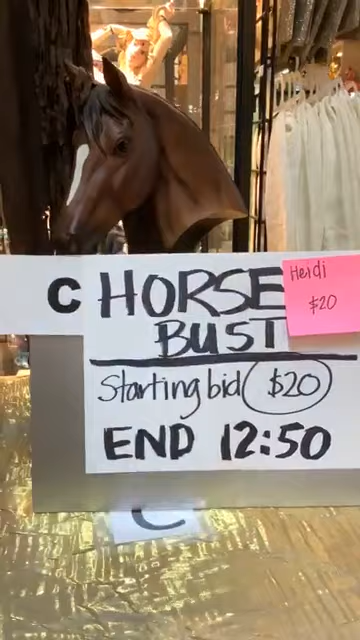 C HORSE
BUST
Starting bid $20
END 12:50
Heidi
$20
C